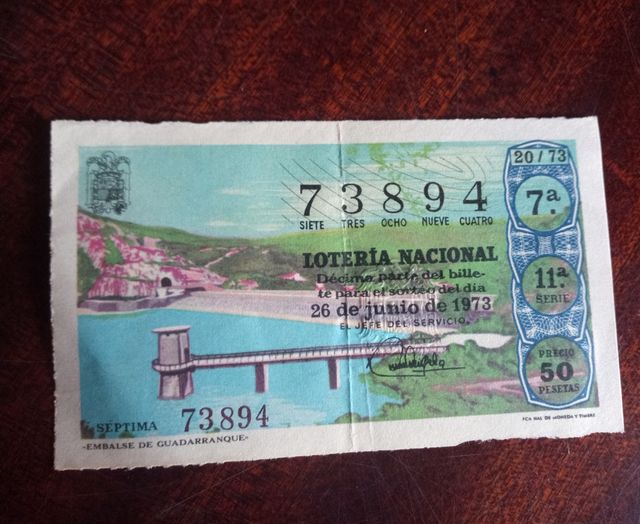 20/73
73894
SIETE TRES OCHO NUEVE CUATRO
7ª.
LOTERÍA NACIONAL
Décima parte del bille-
te para el sorteo del día
26 de junio de 1973
EL JEFE DEL SERVICIO,
11ª
SERIE
PRECIO
50
PESETAS
SÉPTIMA 73894
«EMBALSE DE GUADARRANQUE»
FCA NAL DE MONEDA Y TIMBRE